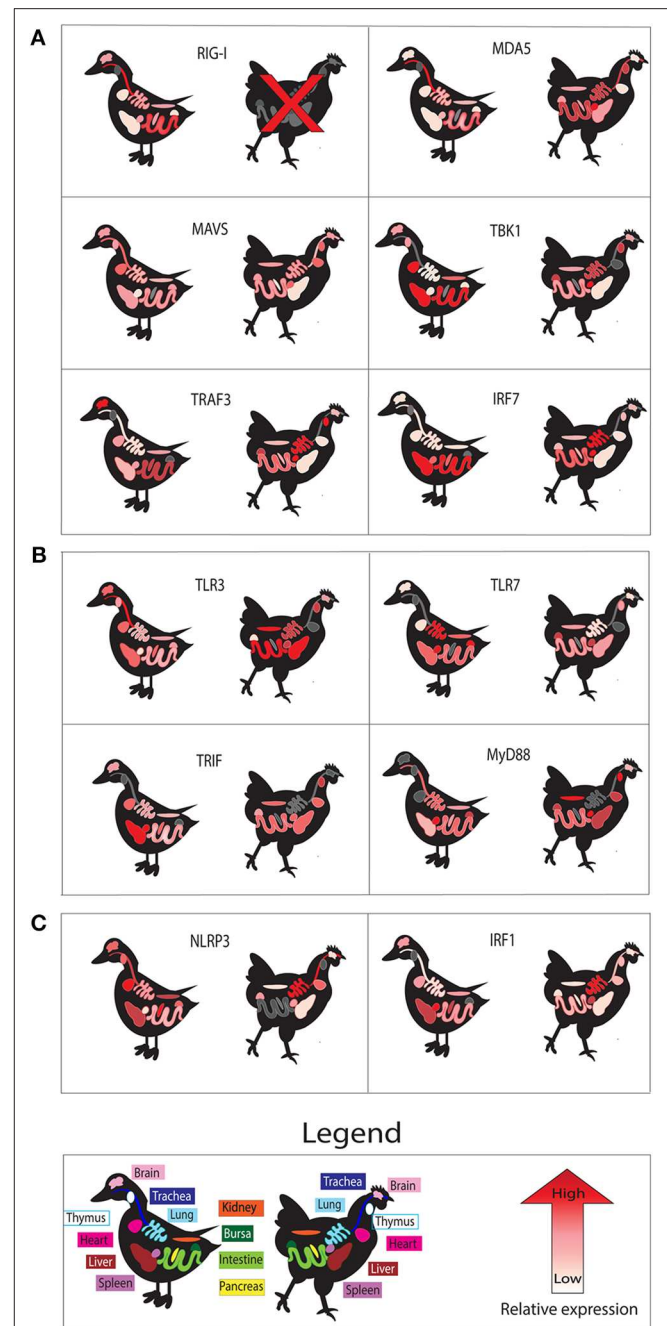 A
RIG-I
MDA5
MAVS
TBK1
TRAF3
IRF7
B
TLR3
TLR7
TRIF
MyD88
C
NLRP3
IRF1
Legend
Brain
Trachea
Lung
Thymus
Heart
Liver
Spleen
Kidney
Bursa
Intestine
Pancreas
Trachea
Brain
Lung
Thymus
Heart
Liver
Spleen
High
Low
Relative expression